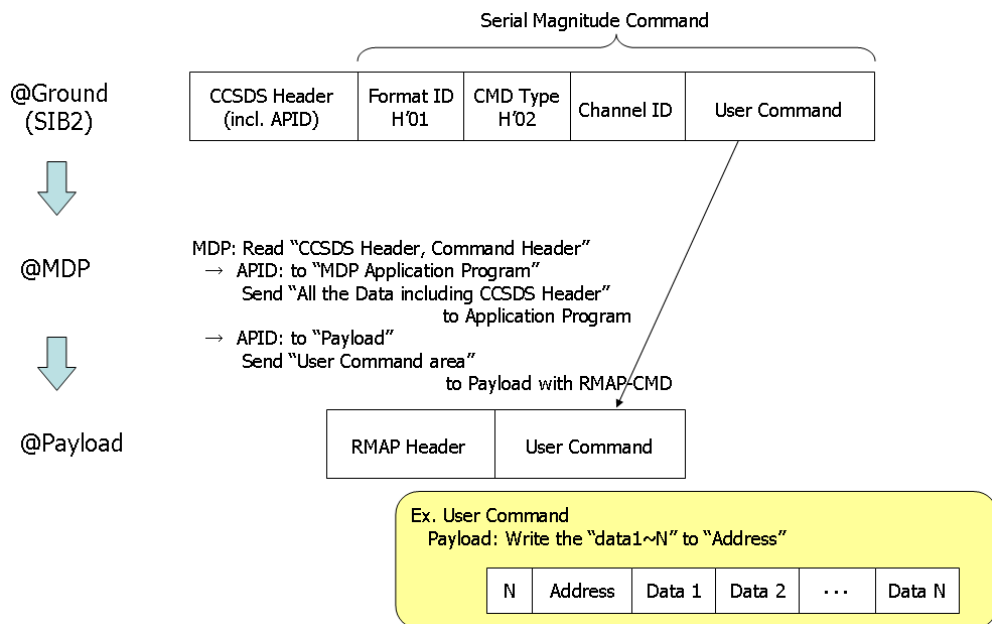 Serial Magnitude Command
@Ground
(SIB2)
CCSDS Header
(incl. APID)
Format ID
H’01
CMD Type
H’02
Channel ID
User Command
@MDP
MDP: Read “CCSDS Header, Command Header”
→ APID: to “MDP Application Program”
Send “All the Data including CCSDS Header”
to Application Program
→ APID: to “Payload”
Send “User Command area”
to Payload with RMAP-CMD
@Payload
RMAP Header
User Command
Ex. User Command
Payload: Write the “data1~N” to “Address”
N
Address
Data 1
Data 2
···
Data N